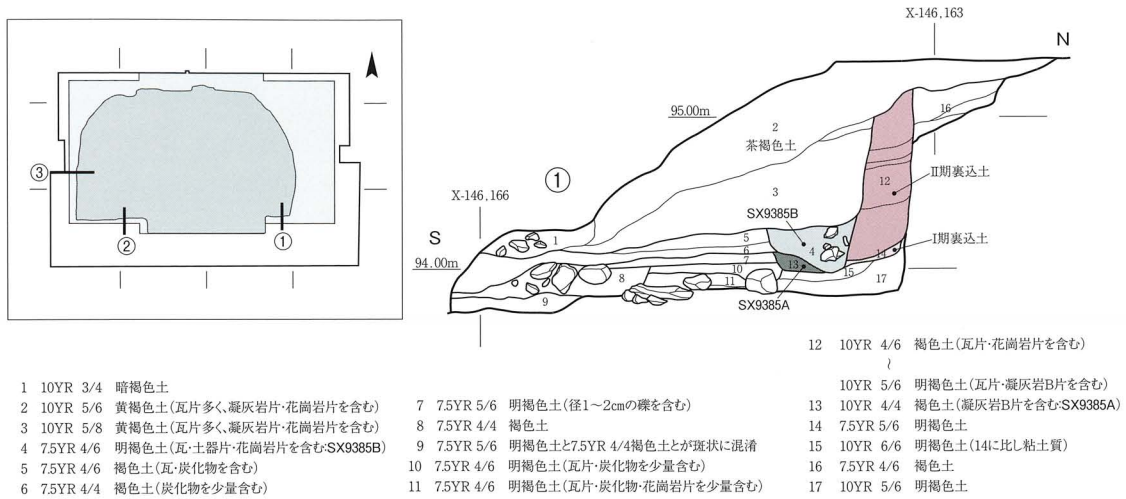 ③
②
①
X-146,163
N
16
95.00m
2
茶褐色土
12
Ⅱ期裏込土
①
3
X-146,166
SX9385B
S
1
5
4
Ⅰ期裏込土
14
6
94.00m
7
13
10
15
8
11
17
9
SX9385A
1 10YR 3/4 暗褐色土
2 10YR 5/6 黄褐色土(瓦片多く、凝灰岩片・花崗岩片を含む)
3 10YR 5/8 黄褐色土(瓦片多く、凝灰岩片・花崗岩片を含む)
4 7.5YR 4/6 明褐色土(瓦・土器片・花崗岩片を含む:SX9385B)
5 7.5YR 4/6 褐色土(瓦・炭化物を含む)
6 7.5YR 4/4 褐色土(炭化物を少量含む)
7 7.5YR 5/6 明褐色土(径1〜2cmの礫を含む)
8 7.5YR 4/4 褐色土
9 7.5YR 5/6 明褐色土と7.5YR 4/4褐色土とが斑状に混淆
10 7.5YR 4/6 明褐色土(瓦片・炭化物を少量含む)
11 7.5YR 4/6 明褐色土(瓦片・炭化物・花崗岩片を少量含む)
12 10YR 4/6 褐色土(瓦片・花崗岩片を含む)
〜
10YR 5/6 明褐色土(瓦片・凝灰岩B片を含む)
13 10YR 4/4 褐色土(凝灰岩B片を含む:SX9385A)
14 7.5YR 5/6 明褐色土
15 10YR 6/6 明褐色土(14に比し粘土質)
16 7.5YR 4/6 褐色土
17 10YR 5/6 明褐色土